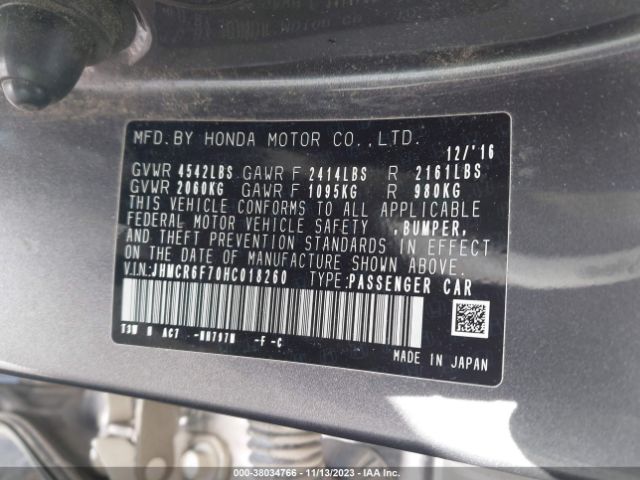 MFD.BY HONDA MOTOR CO.,LTD.
12/'16
GVWR 4542LBS GAWR F 2414LBS R 2161LBS
GVWR 2060KG GAWR F 1095KG R 980KG
THIS VEHICLE CONFORMS TO ALL APPLICABLE
FEDERAL MOTOR VEHICLE SAFETY ,BUMPER,
AND THEFT PREVENTION STANDARDS IN EFFECT
ON THE DATE OF MANUFACTURE SHOWN ABOVE.
V.I.N:JHMCR6F70HC018260 TYPE:PASSENGER CAR
AC7 -NH797M -F -C
MADE IN JAPAN
000-38034766 - 11/13/2023 - IAA Inc.